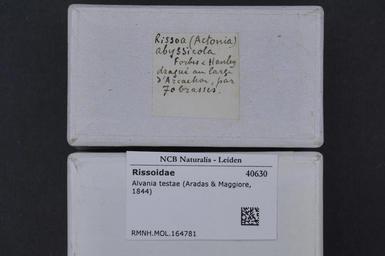 Rissoa (Actonia)
abyssicola
Forbes & Hanley
dragué au large
d'Arcachon, par
70 brasses.
NCB Naturalis - Leiden
Rissoidae 40630
Alvania testae (Aradas & Maggiore,
1844)
RMNH.MOL.164781